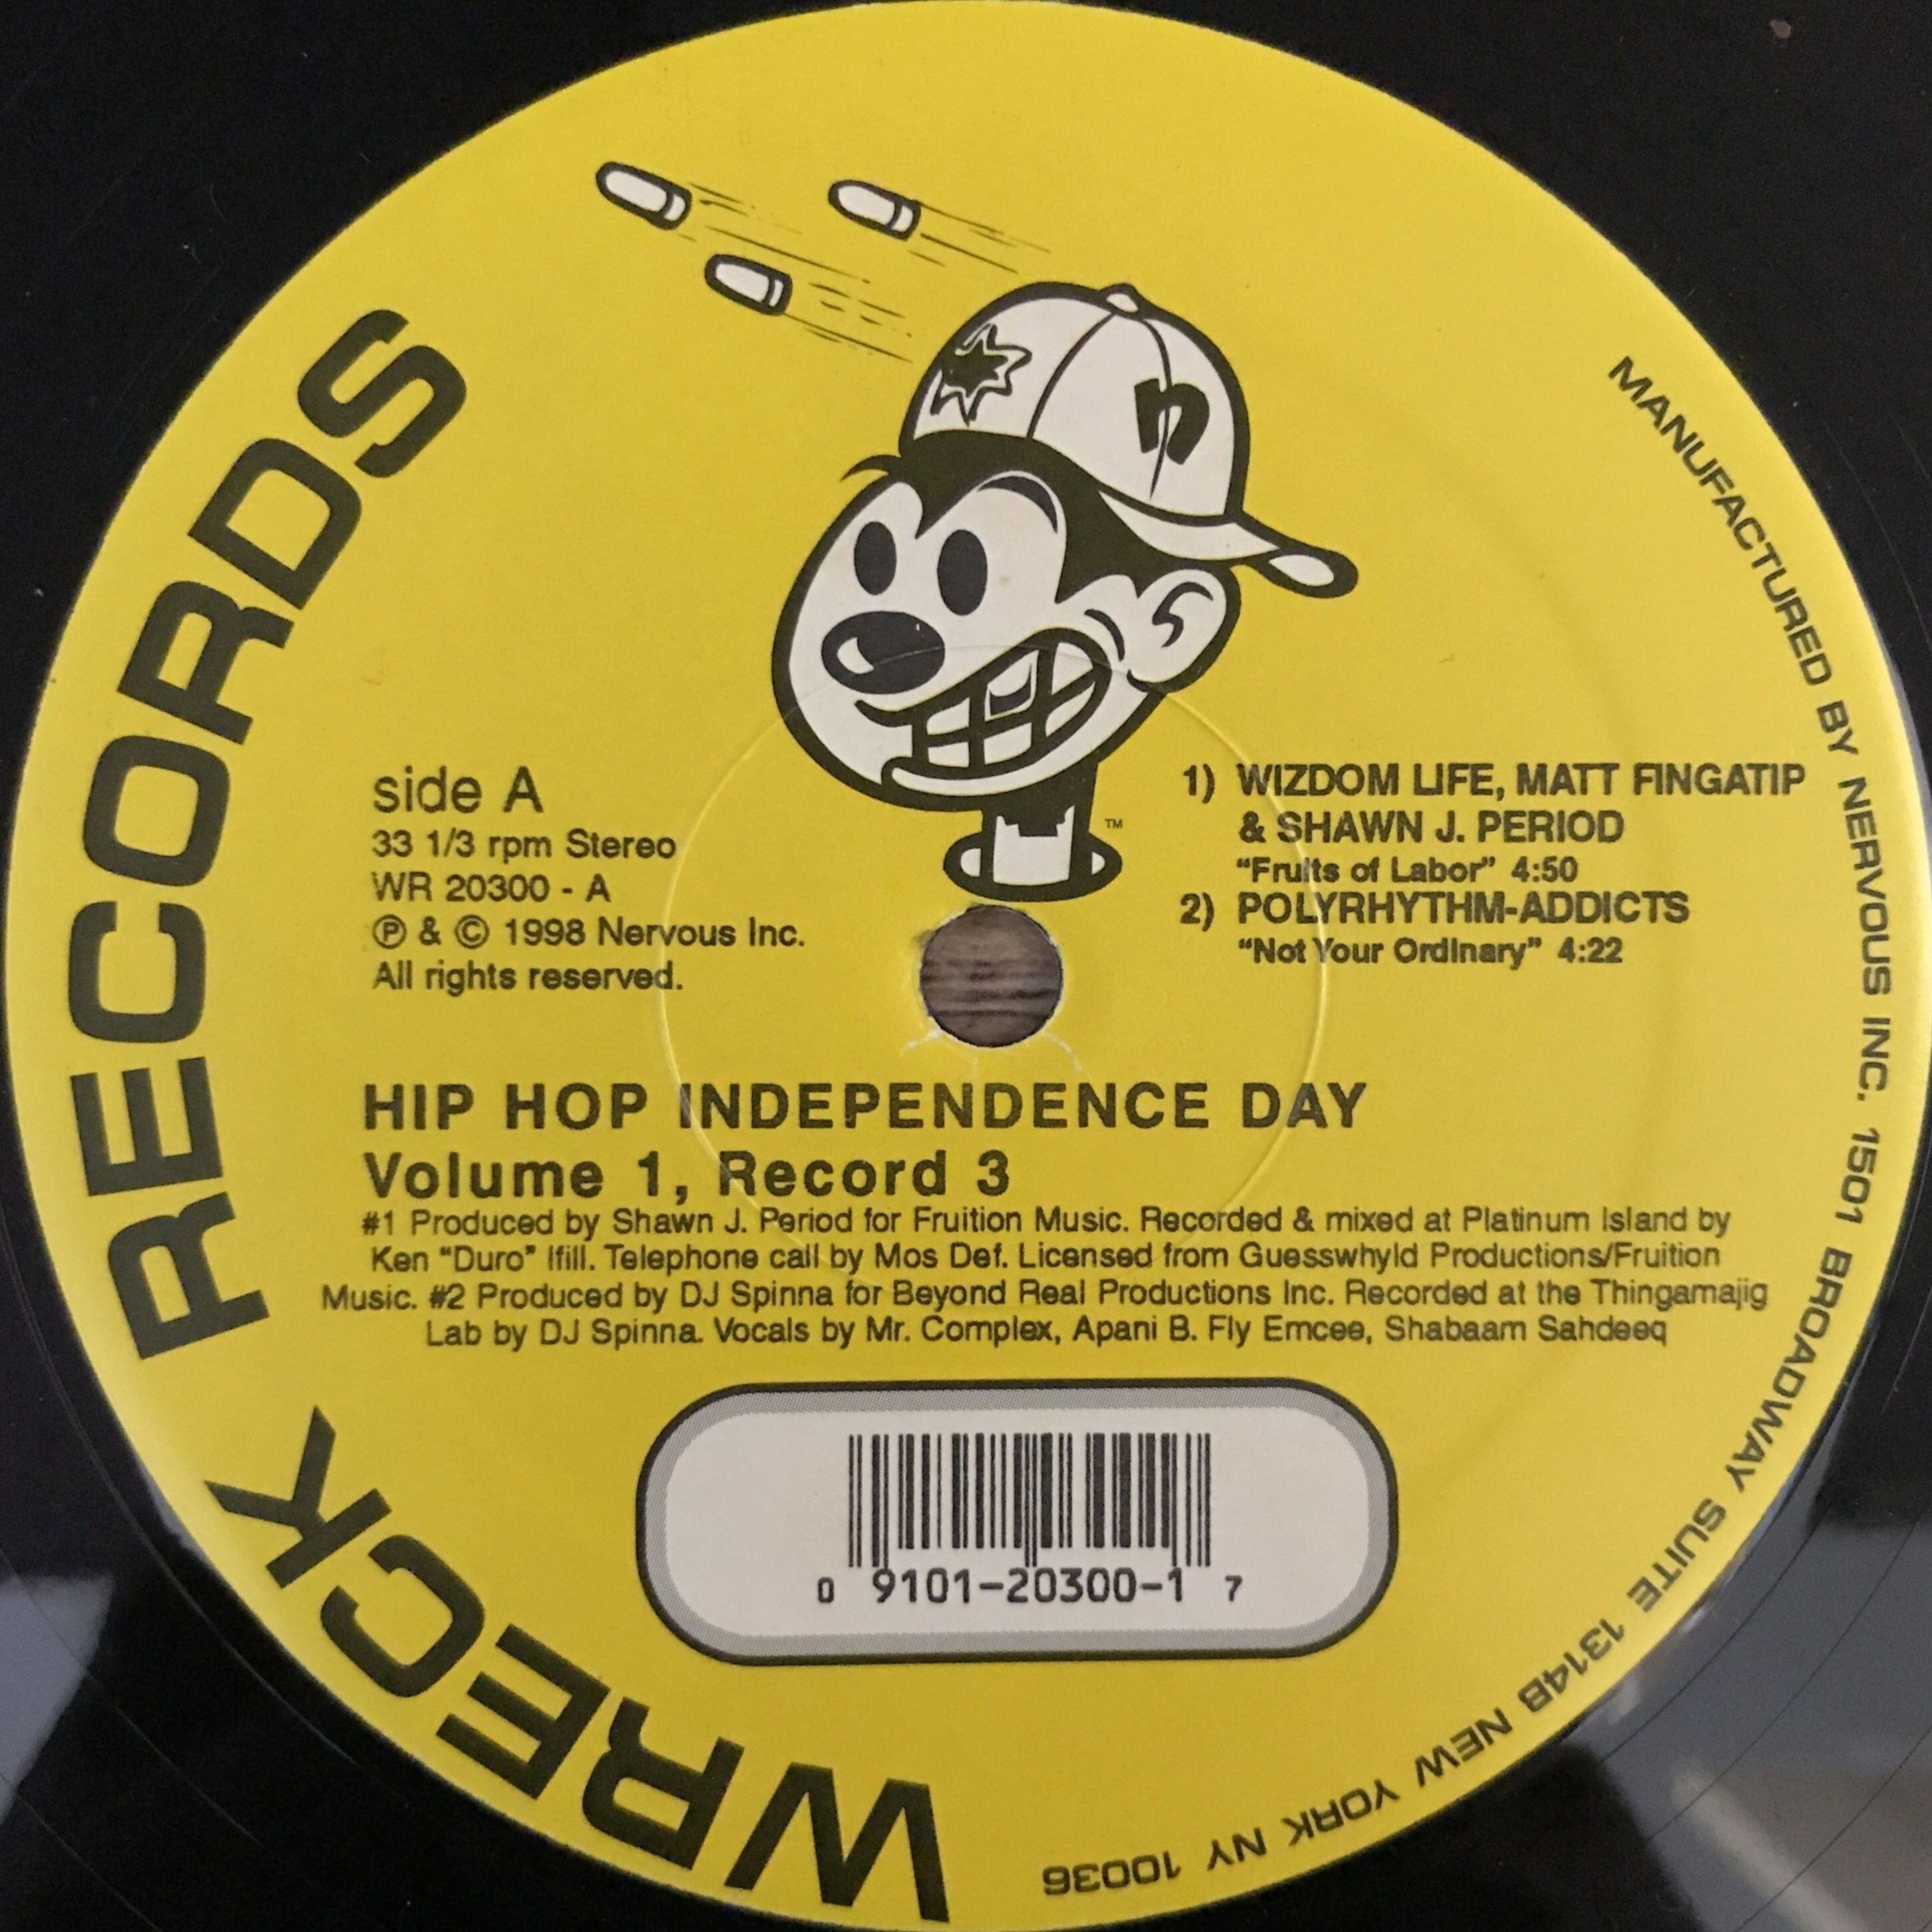 WRECK RECORDS
n
TM
side A
33 1/3 rpm Stereo
WR 20300 - A
℗ & © 1998 Nervous Inc.
All rights reserved.
1) WIZDOM LIFE, MATT FINGATIP
& SHAWN J. PERIOD
"Fruits of Labor" 4:50
2) POLYRHYTHM-ADDICTS
"Not Your Ordinary" 4:22
HIP HOP INDEPENDENCE DAY
Volume 1, Record 3
#1 Produced by Shawn J. Period for Fruition Music. Recorded & mixed at Platinum Island by
Ken "Duro" Ifill. Telephone call by Mos Def. Licensed from Guesswhyld Productions/Fruition
Music. #2 Produced by DJ Spinna for Beyond Real Productions Inc. Recorded at the Thingamajig
Lab by DJ Spinna. Vocals by Mr. Complex, Apani B. Fly Emcee, Shabaam Sahdeeq
0 9101-20300-1 7
MANUFACTURED BY NERVOUS INC. 1501 BROADWAY SUITE 1314B NEW YORK NY 10036